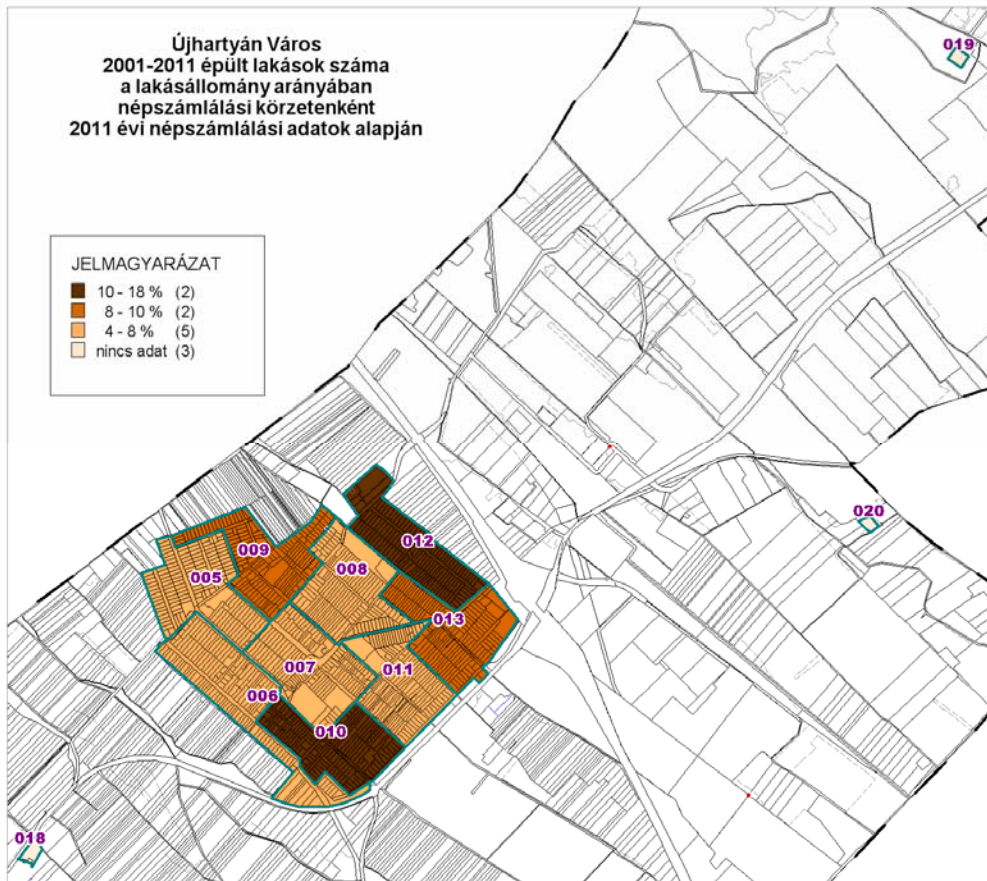 Újhartyán Város
2001-2011 épült lakások száma
a lakásállomány arányában
népszámlálási körzetenként
2011 évi népszámlálási adatok alapján
019
JELMAGYARÁZAT
10 - 18 % (2)
8 - 10 % (2)
4 - 8 % (5)
nincs adat (3)
020
012
009
008
005
013
007
011
006
010
018